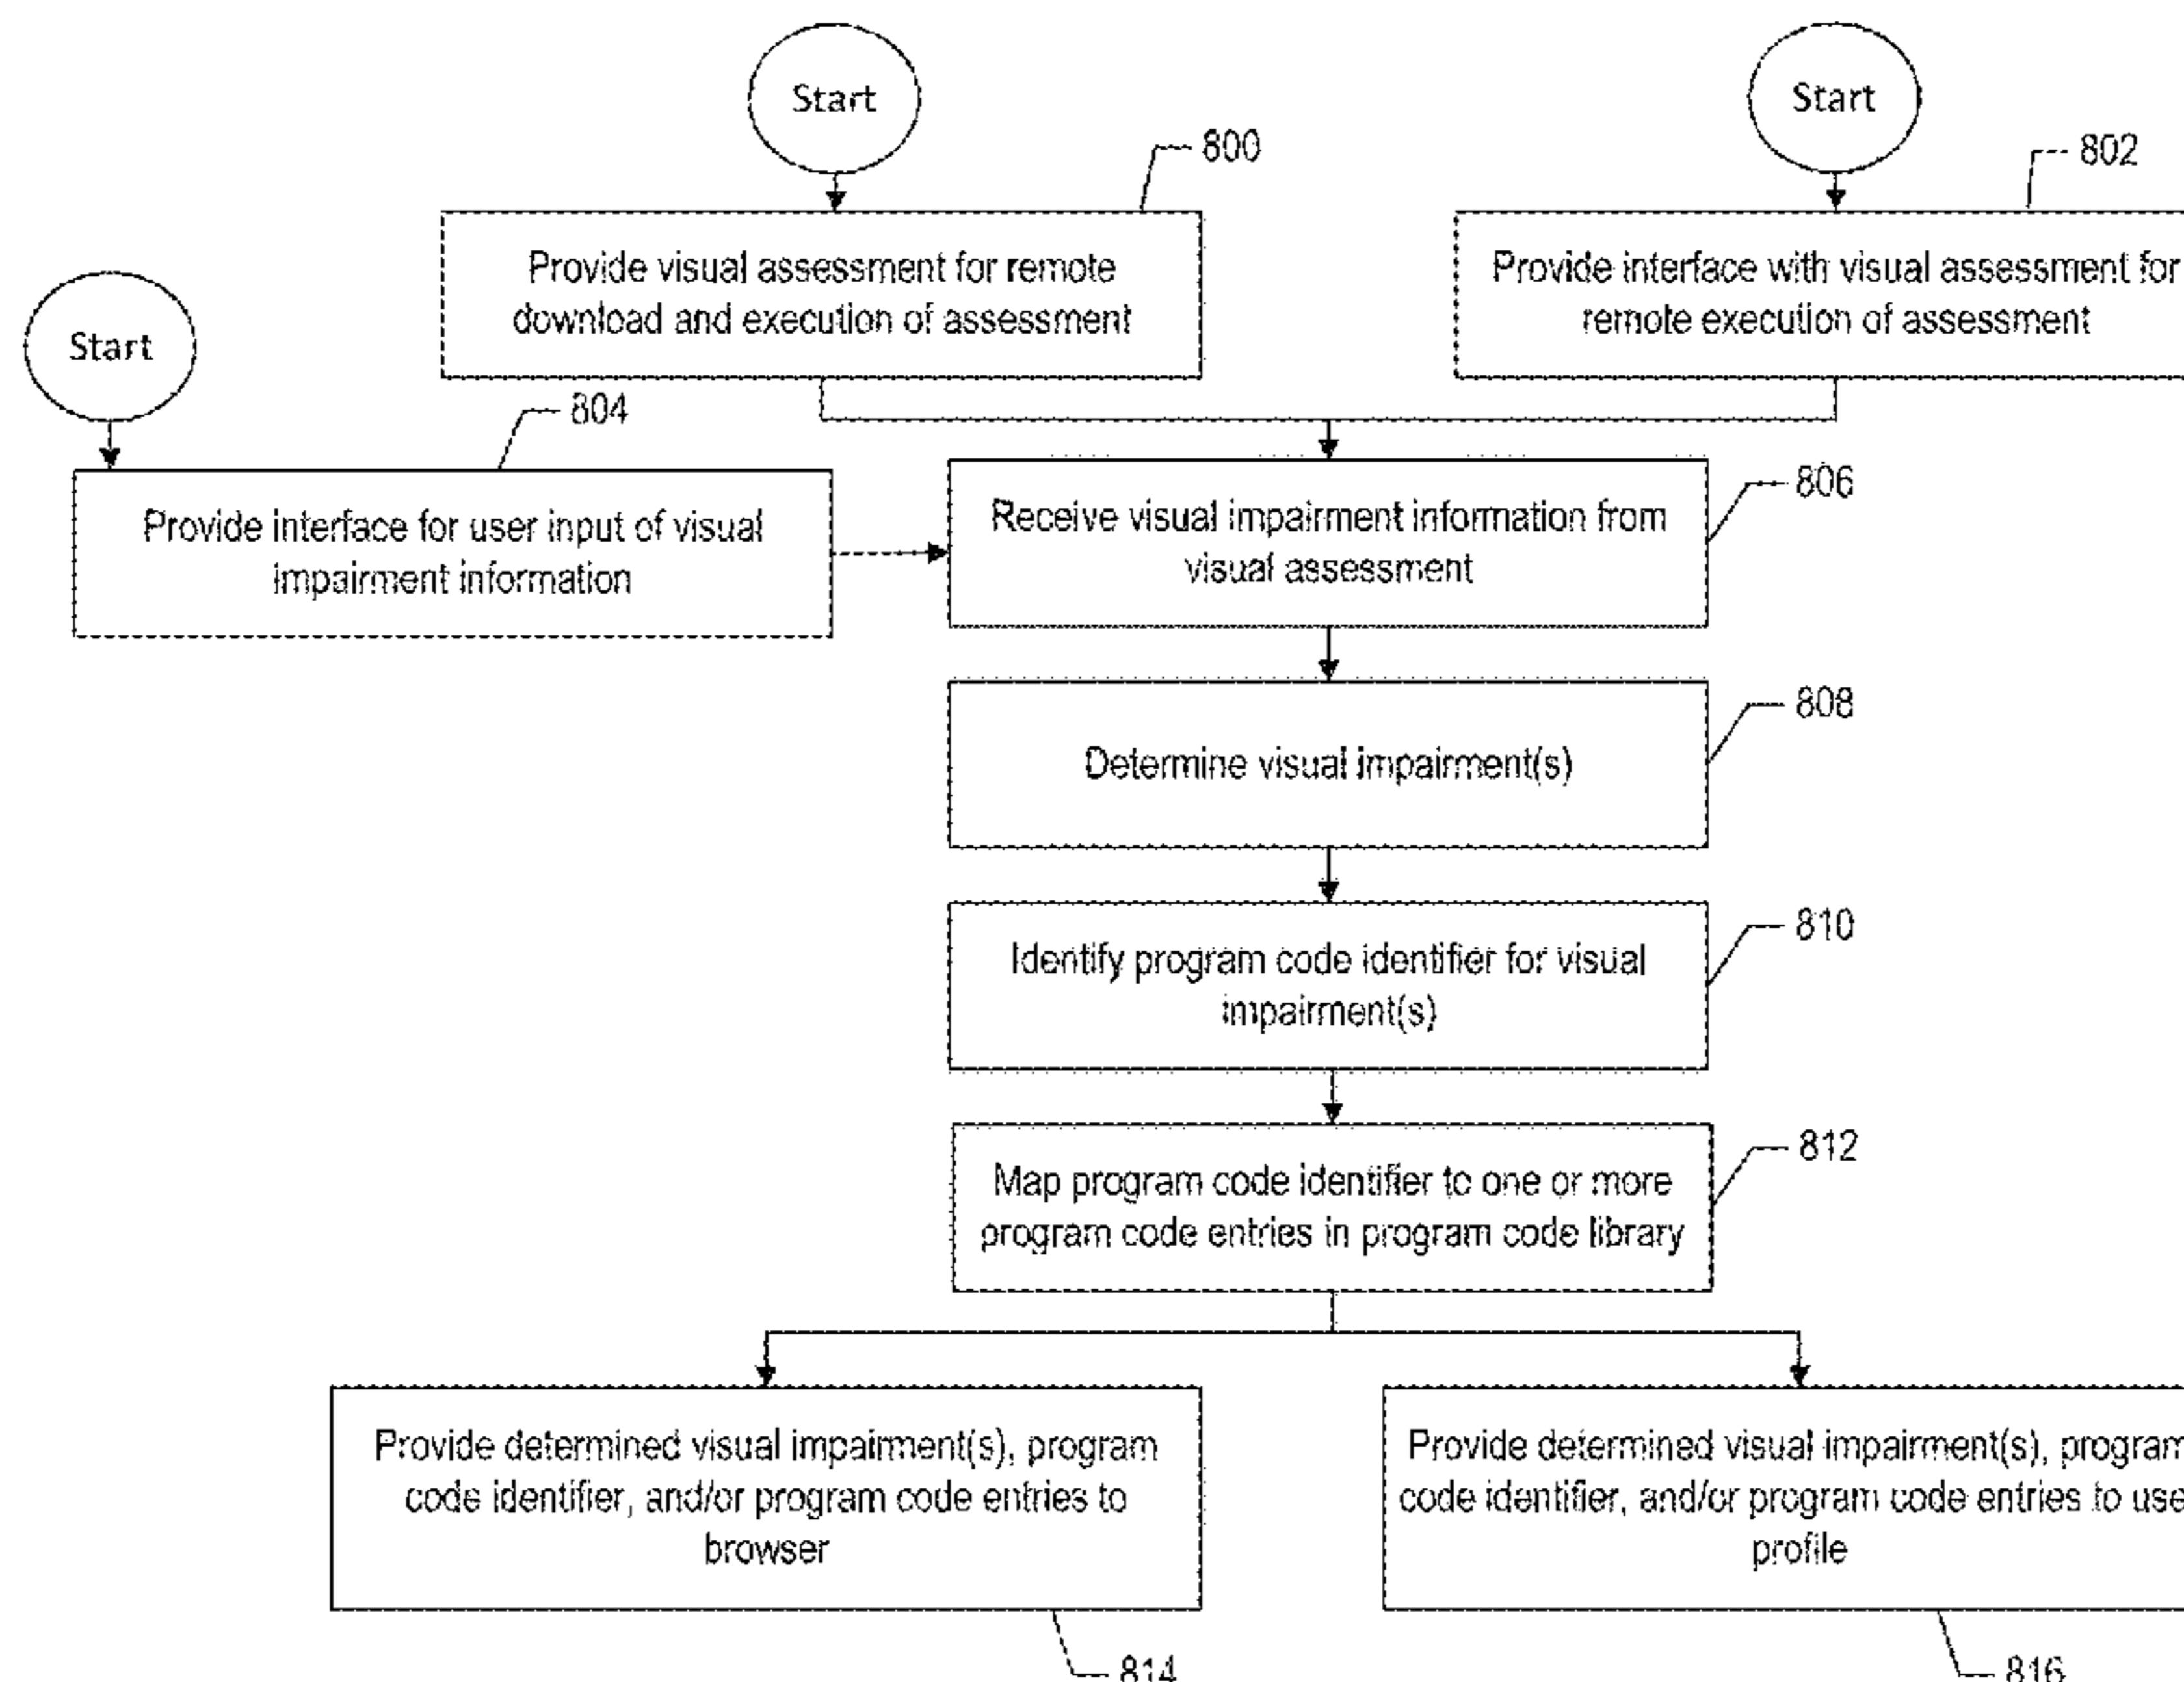 Start
Start
800
802
Provide visual assessment for remote
download and execution of assessment
Provide interface with visual assessment for
remote execution of assessment
Start
804
Provide interface for user input of visual
impairment information
806
Receive visual impairment information from
visual assessment
808
Determine visual impairment(s)
810
Identify program code identifier for visual
impairment(s)
812
Map program code identifier to one or more
program code entries in program code library
Provide determined visual impairment(s), program
code identifier, and/or program code entries to
browser
Provide determined visual impairment(s), program
code identifier, and/or program code entries to use
profile
814
816